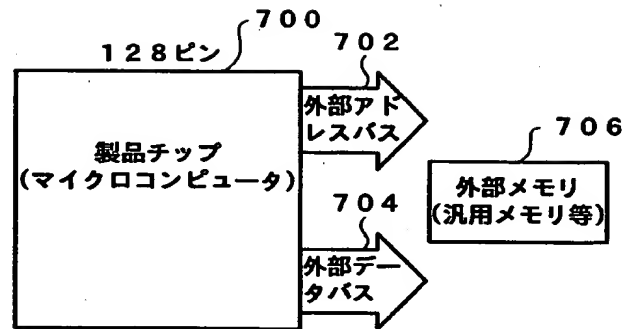 ７００
１２８ピン
７０２
外部アド
レスバス
製品チップ
(マイクロコンピュータ)
７０６
外部メモリ
(汎用メモリ等)
７０４
外部デー
タバス